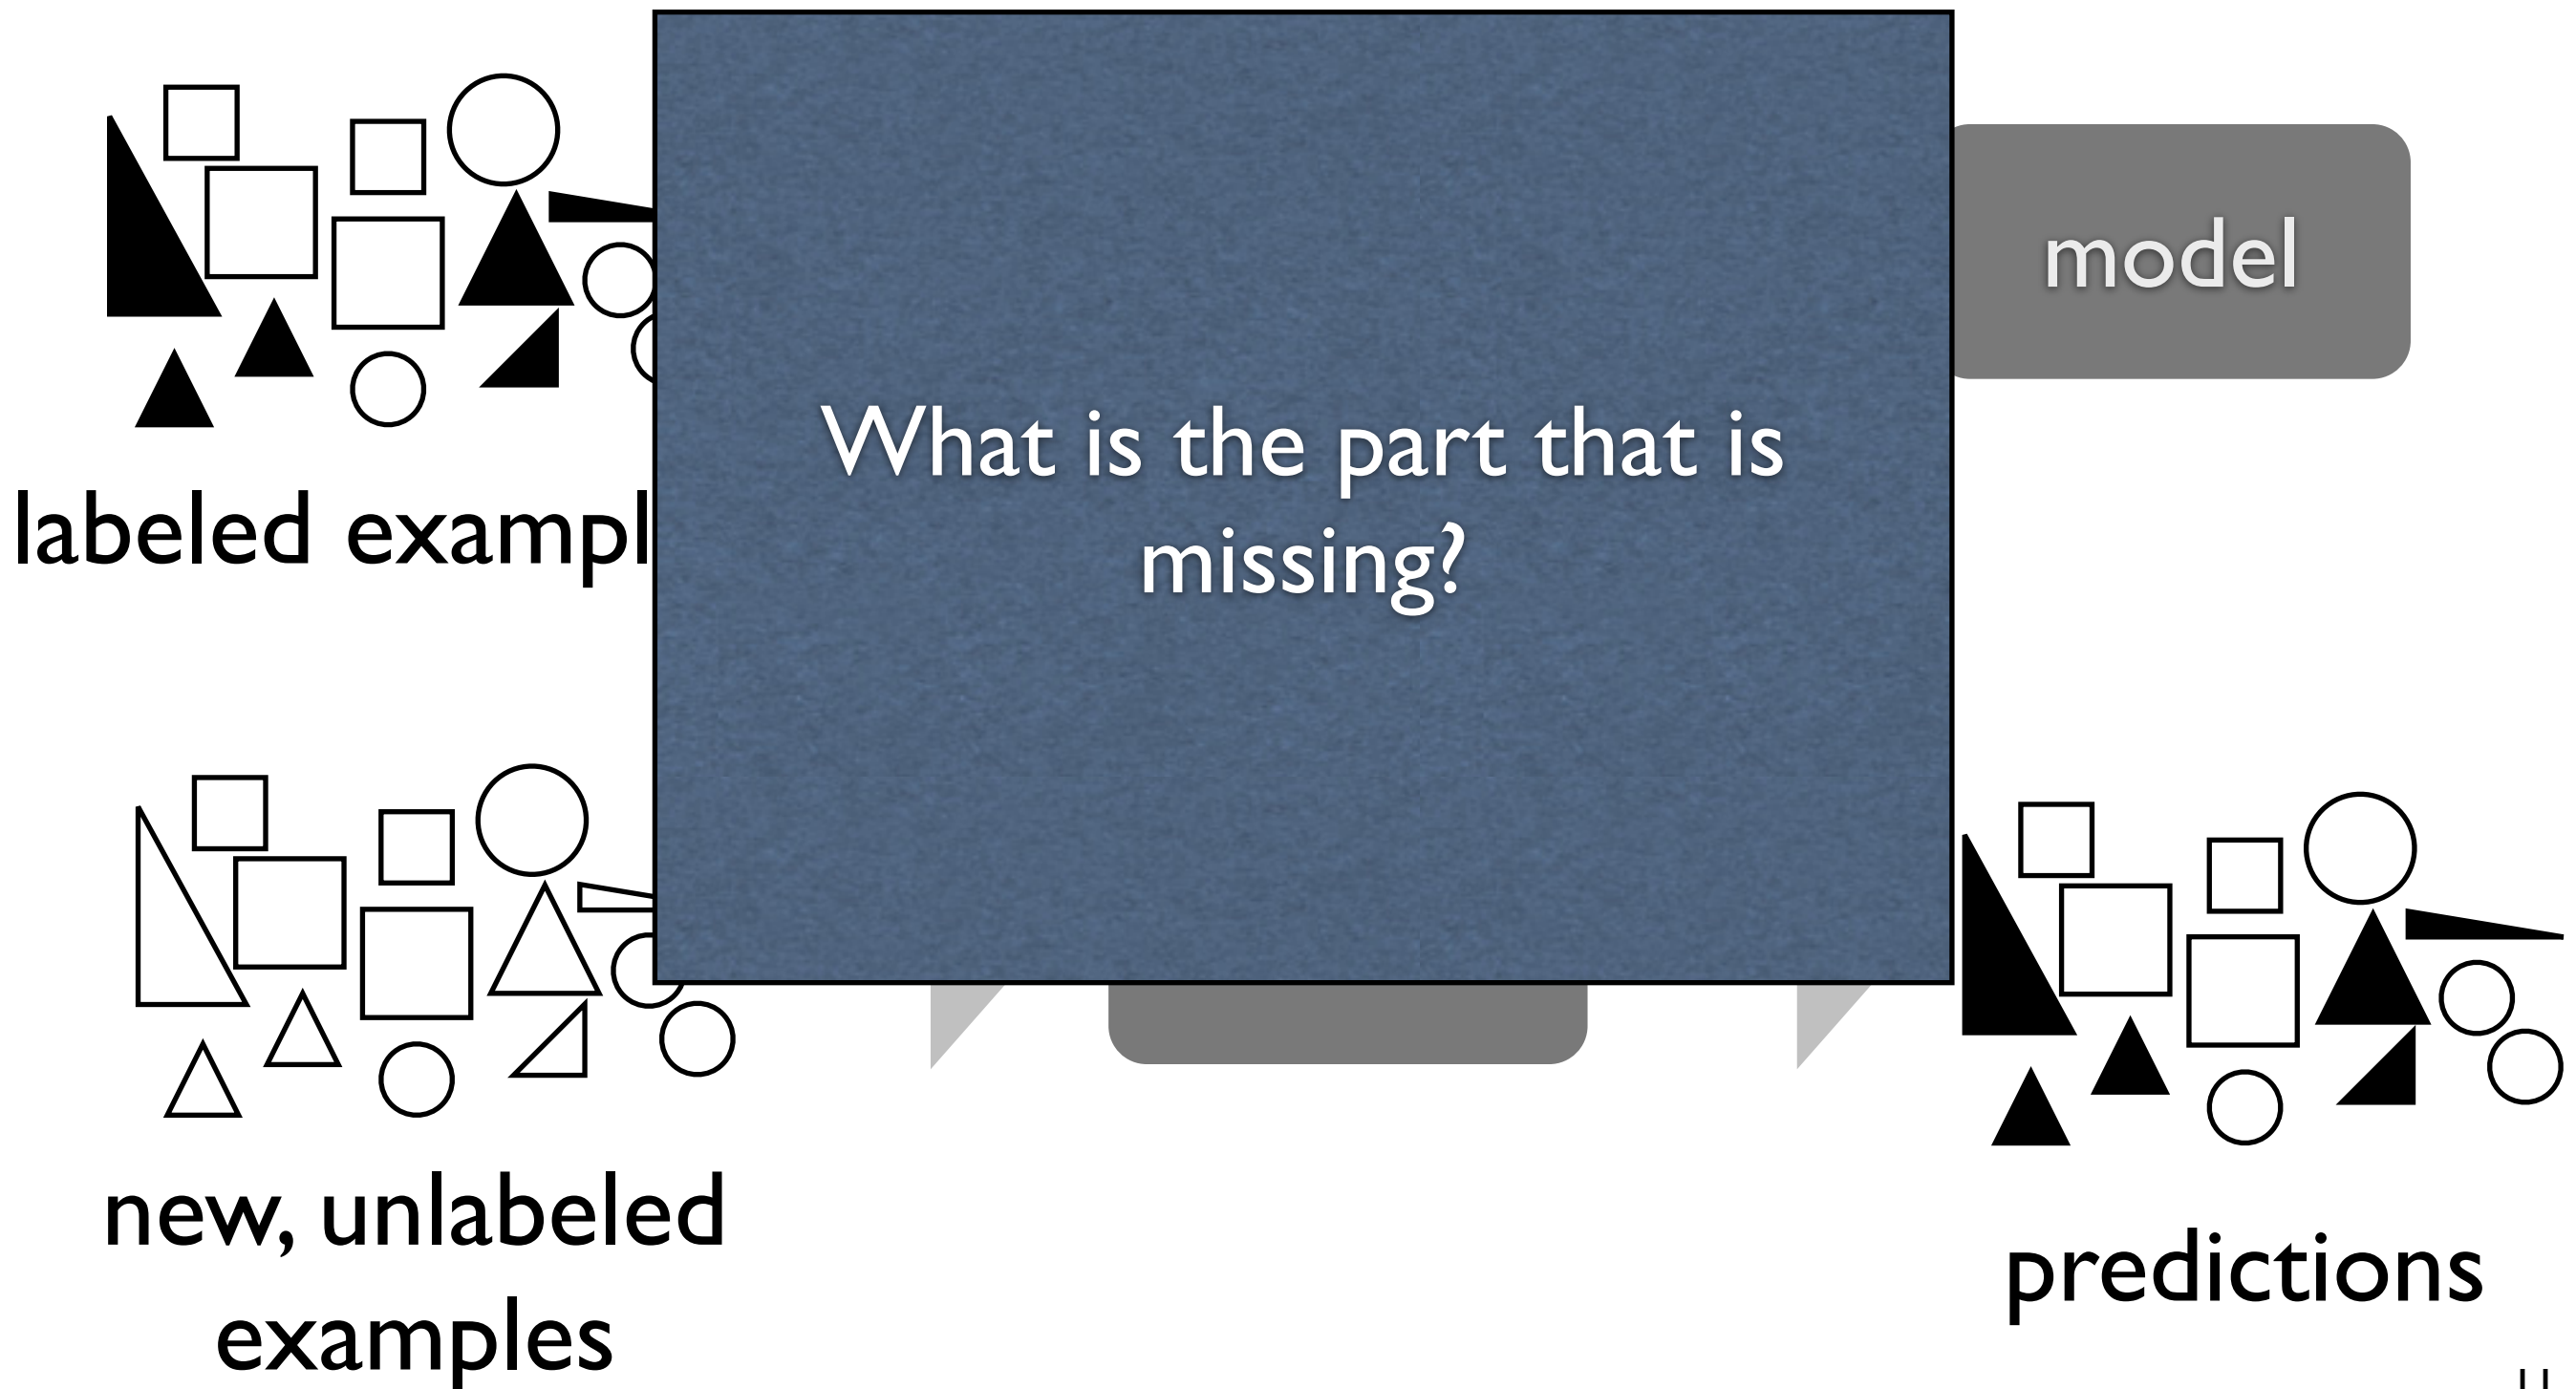 model
What is the part that is
missing?
labeled exampl
new, unlabeled
examples
predictions